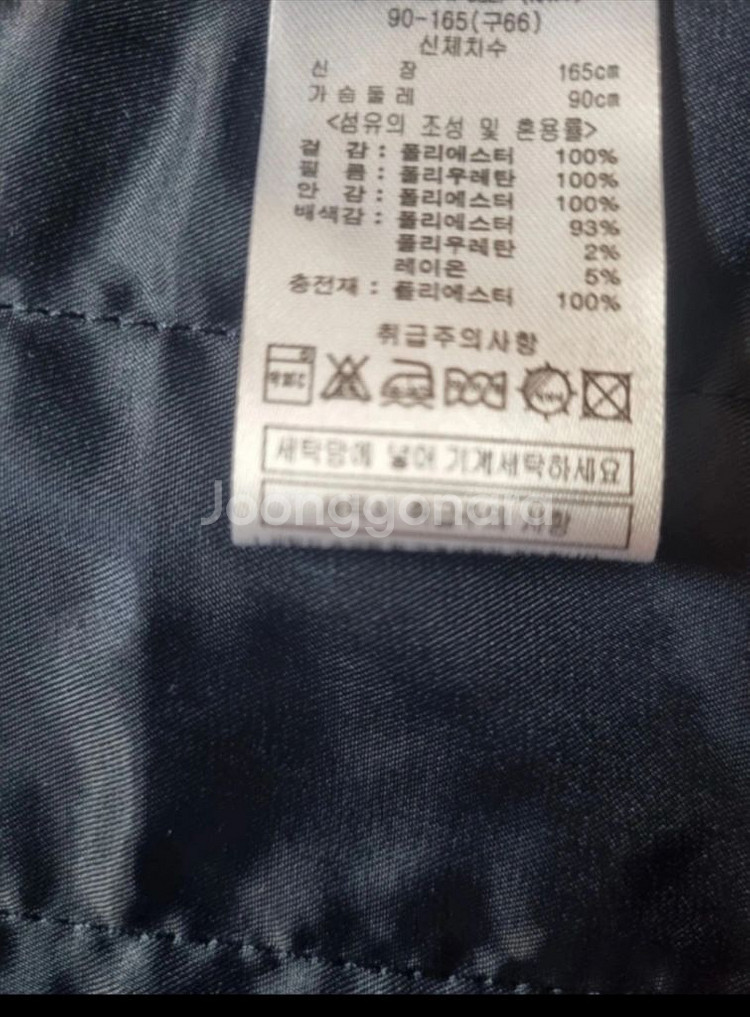 90-165(구66)
신체치수
신 장 165cm
가슴둘레 90cm
<섬유의 조성 및 혼용률>
겉 감 : 폴리에스터 100%
필 름 : 폴리우레탄 100%
안 감 : 폴리에스터 100%
배색감 : 폴리에스터 93%
폴리우레탄 2%
레이온 5%
충전재 : 폴리에스터 100%
취급주의사항
세탁망에 넣어 기계세탁하세요
Joonggonara
사항